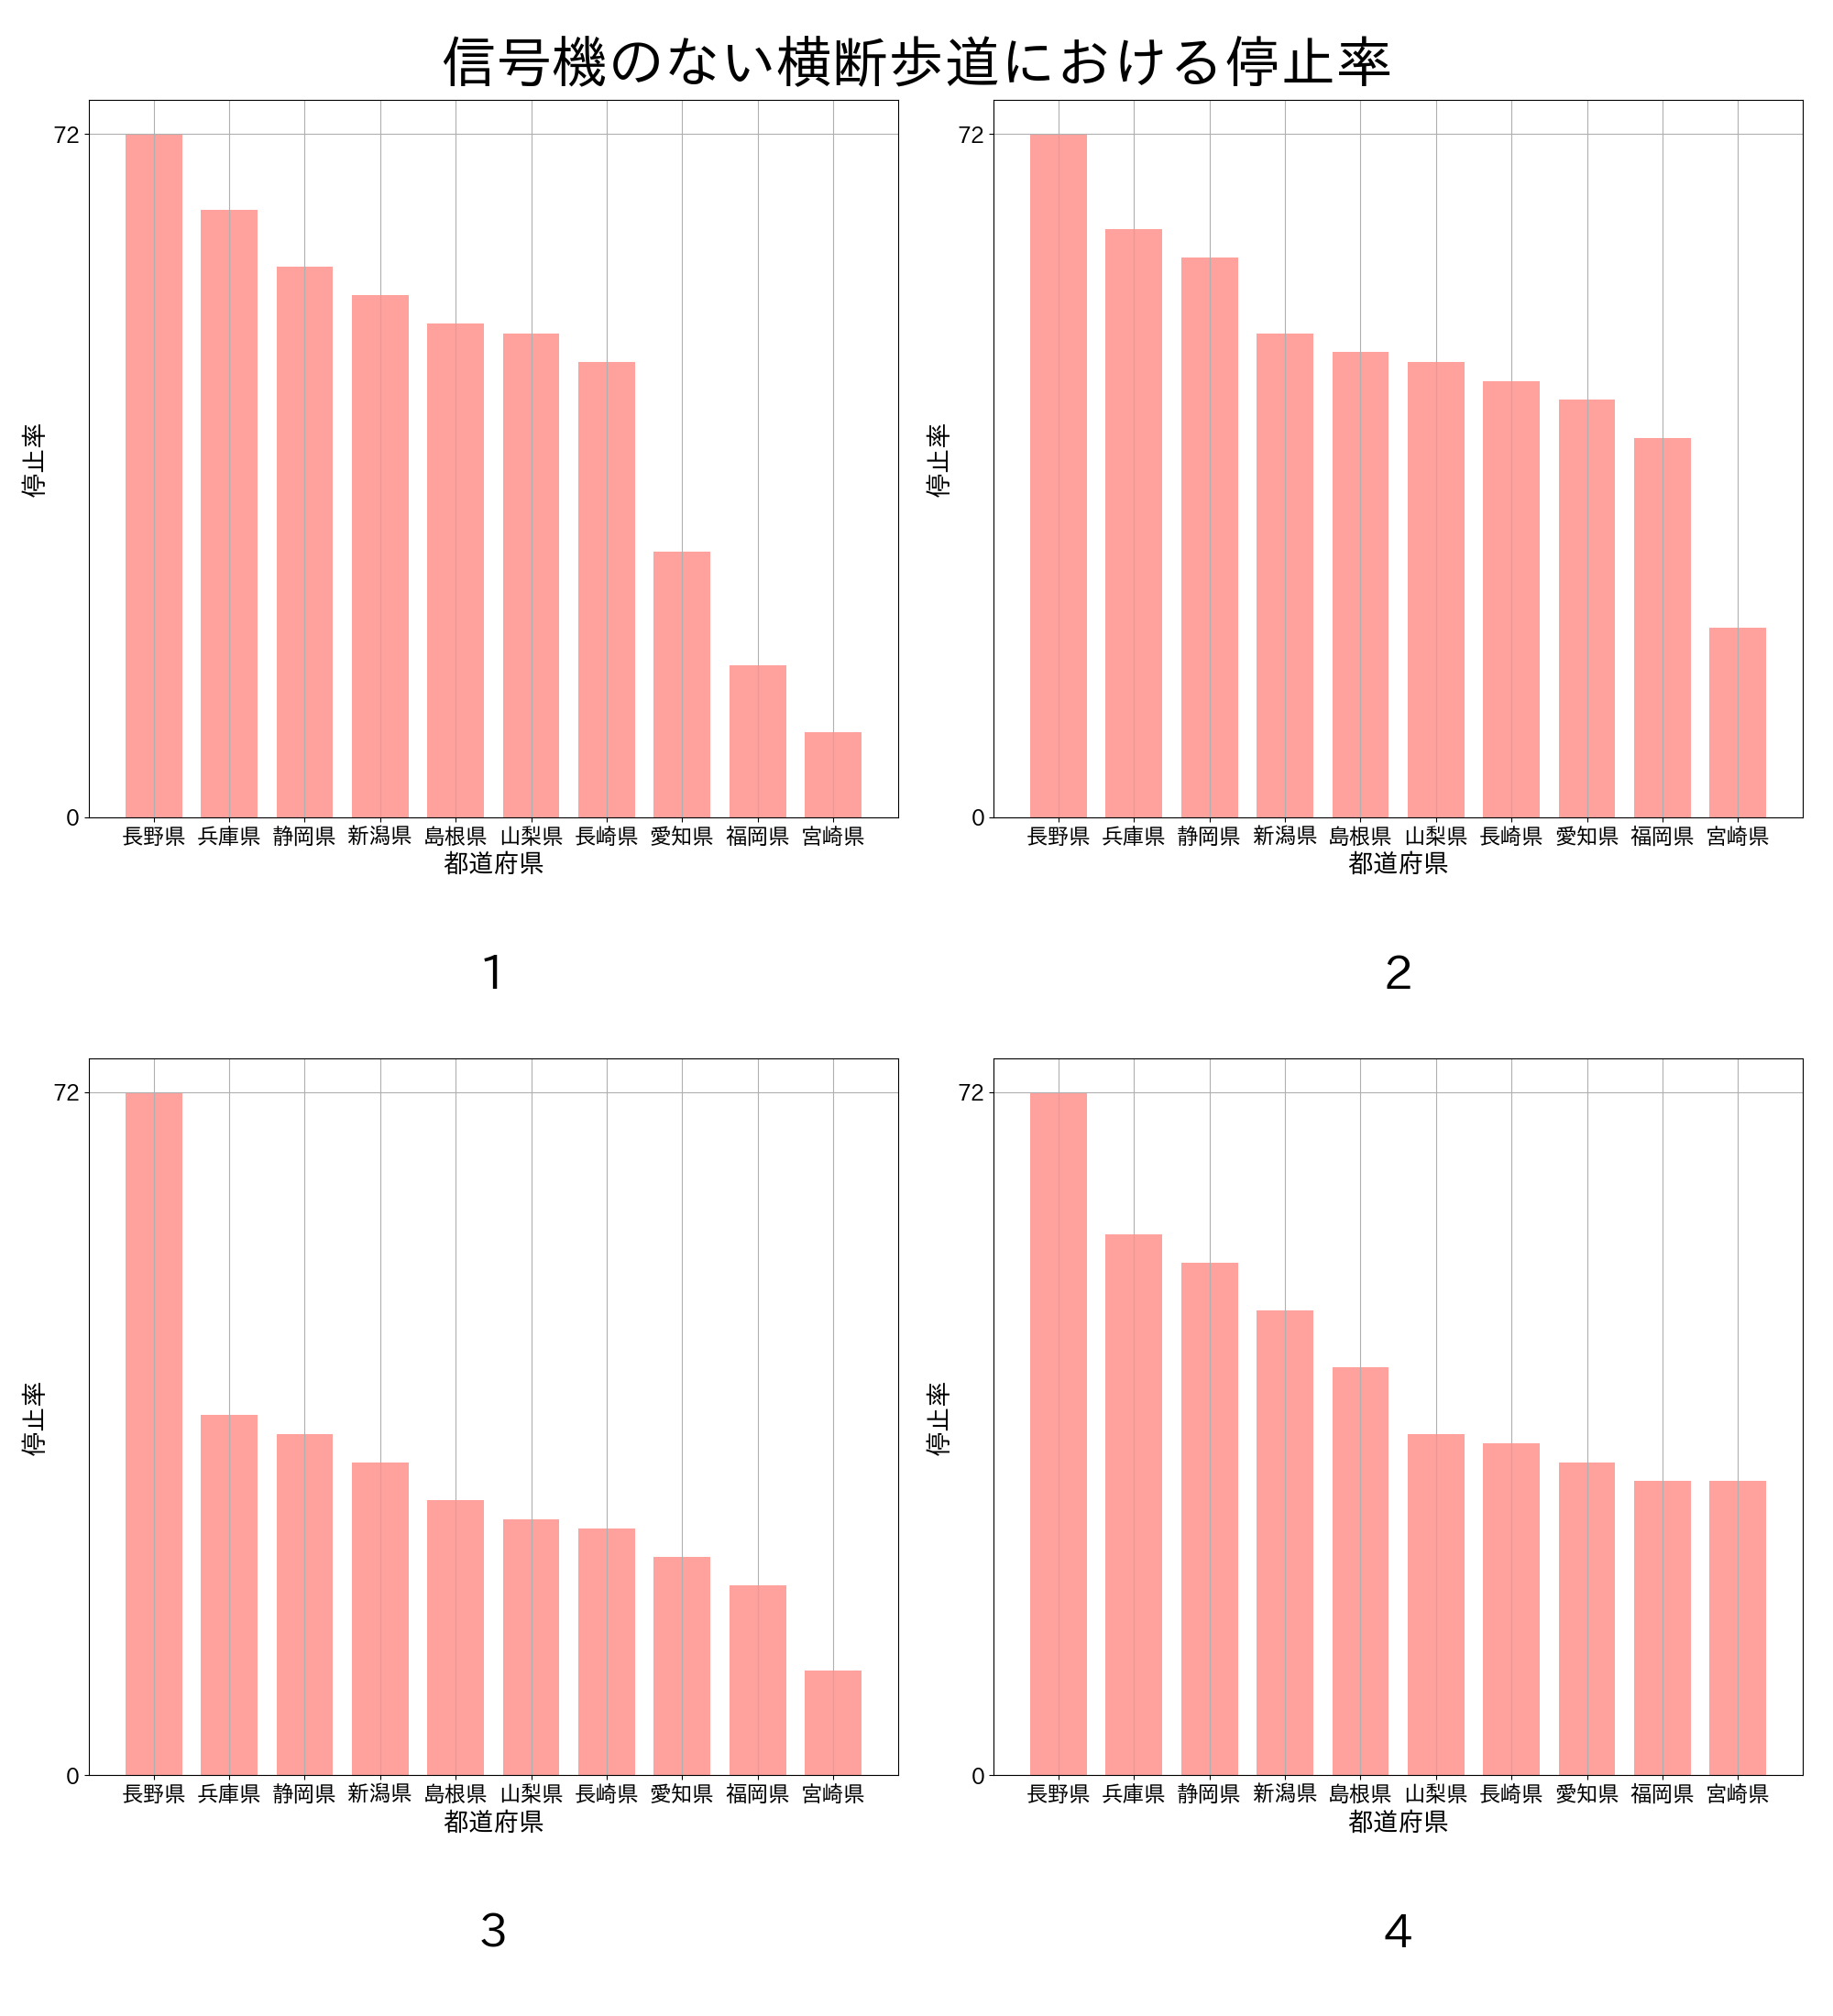 信号機のない横断歩道における停止率
72
0
停止率
長野県 兵庫県 静岡県 新潟県 島根県 山梨県 長崎県 愛知県 福岡県 宮崎県
都道府県
1
72
0
停止率
長野県 兵庫県 静岡県 新潟県 島根県 山梨県 長崎県 愛知県 福岡県 宮崎県
都道府県
2
72
0
停止率
長野県 兵庫県 静岡県 新潟県 島根県 山梨県 長崎県 愛知県 福岡県 宮崎県
都道府県
3
72
0
停止率
長野県 兵庫県 静岡県 新潟県 島根県 山梨県 長崎県 愛知県 福岡県 宮崎県
都道府県
4